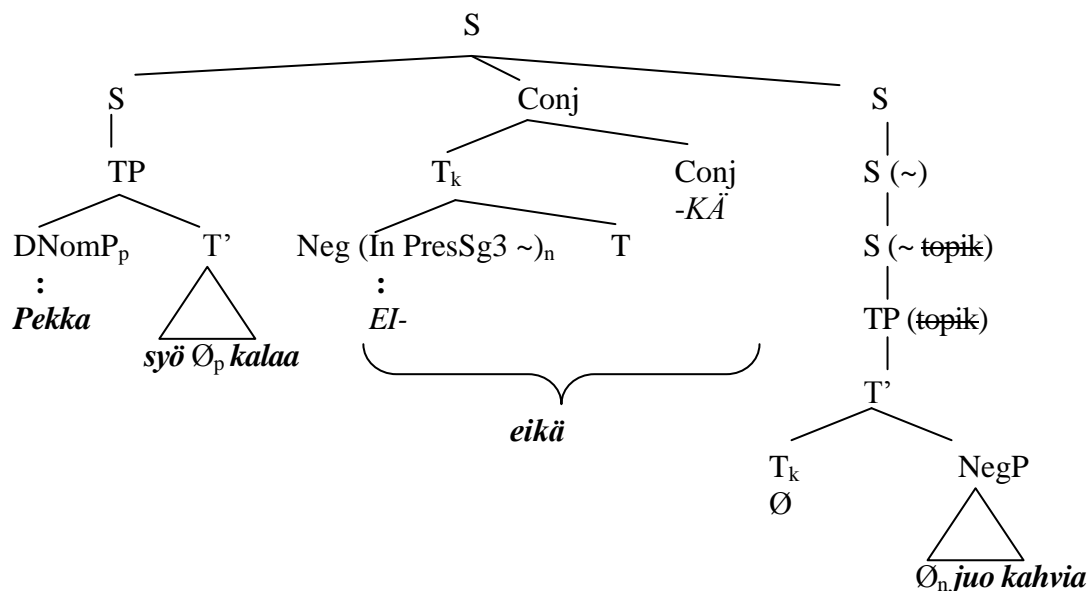 S
S Conj S
TP Tₖ Conj S (~)
-KÄ
DNomPₚ T’ Neg (In PresSg3 ~)ₙ T S (~ topik)
: :
Pekka EI- TP (topik)
syö Øₚ kalaa
T’
eikä
Tₖ NegP
Ø
Øₙ juo kahvia